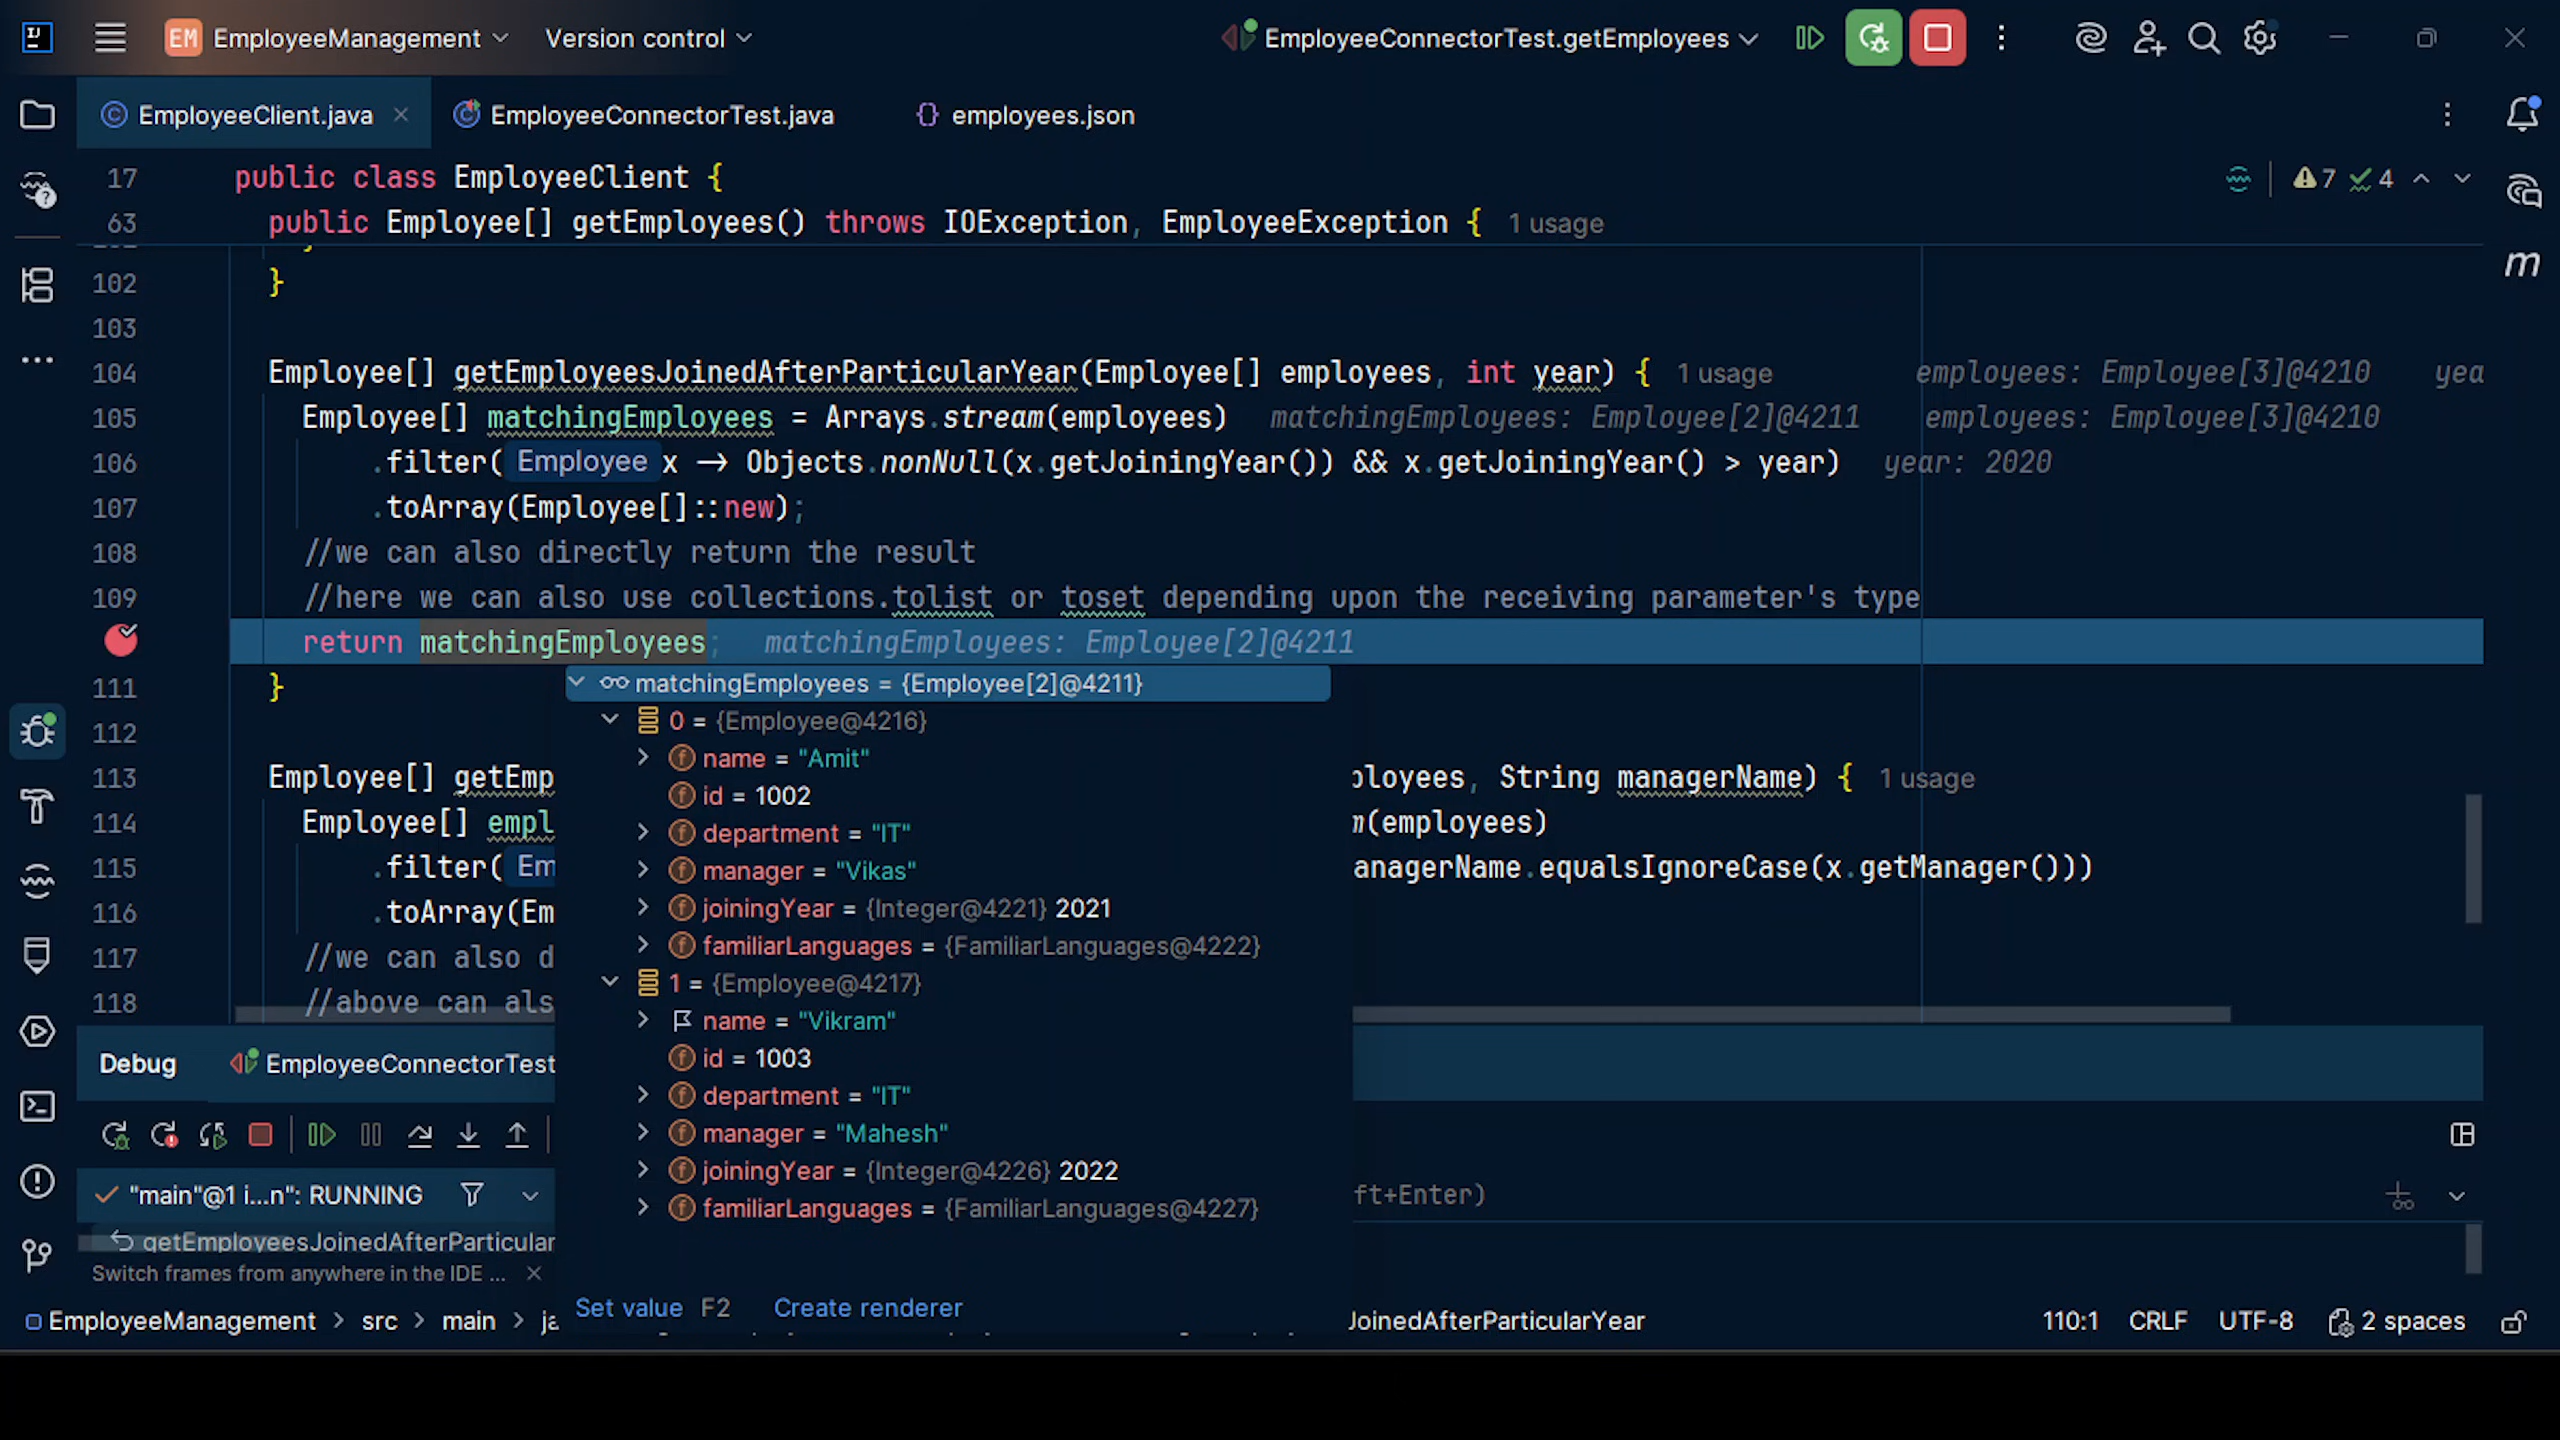 EM EmployeeManagement Version control EmployeeConnectorTest.getEmployees
EmployeeClient.java EmployeeConnectorTest.java {} employees.json
17 public class EmployeeClient { 7 4
63 public Employee[] getEmployees() throws IOException, EmployeeException { 1 usage
102 }
103
104 Employee[] getEmployeesJoinedAfterParticularYear(Employee[] employees, int year) { 1 usage employees: Employee[3]@4210 yea
105 Employee[] matchingEmployees = Arrays.stream(employees) matchingEmployees: Employee[2]@4211 employees: Employee[3]@4210
106 .filter( Employee x -> Objects.nonNull(x.getJoiningYear()) && x.getJoiningYear() > year) year: 2020
107 .toArray(Employee[]::new);
108 //we can also directly return the result
109 //here we can also use collections.tolist or toset depending upon the receiving parameter's type
return matchingEmployees; matchingEmployees: Employee[2]@4211
matchingEmployees = {Employee[2]@4211}
111 }
0 = {Employee@4216}
112
name = "Amit"
113 Employee[] getEmp ployees, String managerName) { 1 usage
id = 1002
114 Employee[] empl m(employees)
department = "IT"
115 .filter( Em anagerName.equalsIgnoreCase(x.getManager()))
manager = "Vikas"
116 .toArray(Em
joiningYear = {Integer@4221} 2021
117 //we can also d
familiarLanguages = {FamiliarLanguages@4222}
1 = {Employee@4217}
118 //above can als
name = "Vikram"
Debug EmployeeConnectorTest
id = 1003
department = "IT"
manager = "Mahesh"
joiningYear = {Integer@4226} 2022
"main"@1 i...n": RUNNING ft+Enter)
familiarLanguages = {FamiliarLanguages@4227}
getEmployeesJoinedAfterParticular
Switch frames from anywhere in the IDE ...
Set value F2 Create renderer
EmployeeManagement > src > main > ja JoinedAfterParticularYear 110:1 CRLF UTF-8 2 spaces